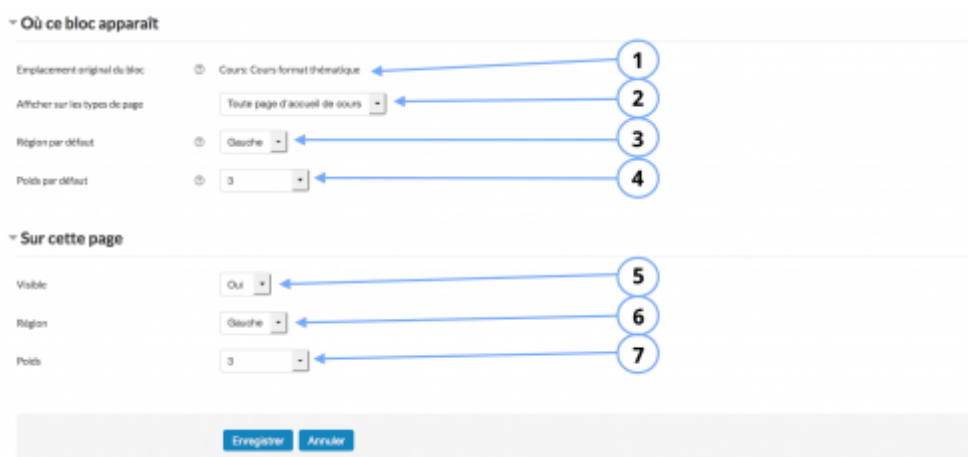 Où ce bloc apparaît
Emplacement original du bloc Cours: Cours format thématique 1
Afficher sur les types de page Toute page d'accueil de cours 2
Région par défaut Gauche 3
Poids par défaut 3 4
Sur cette page
Visible Oui 5
Région Gauche 6
Poids 3 7
Enregistrer Annuler